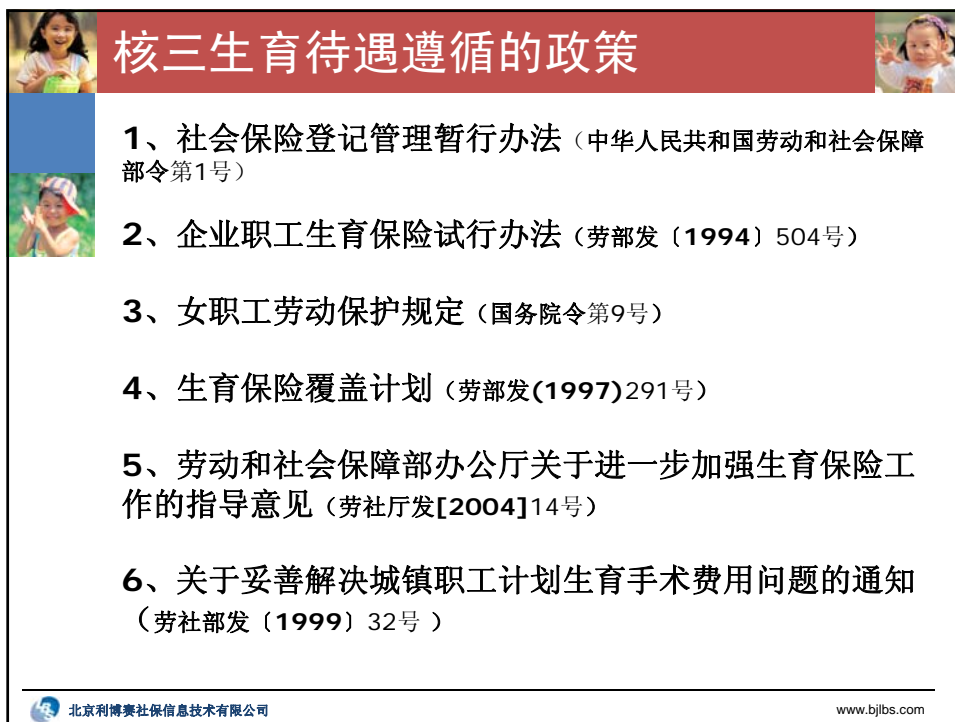 核三生育待遇遵循的政策
1、社会保险登记管理暂行办法（中华人民共和国劳动和社会保障
部令第1号）
2、企业职工生育保险试行办法（劳部发〔1994〕504号）
3、女职工劳动保护规定（国务院令第9号）
4、生育保险覆盖计划（劳部发(1997)291号）
5、劳动和社会保障部办公厅关于进一步加强生育保险工
作的指导意见（劳社厅发[2004]14号）
6、关于妥善解决城镇职工计划生育手术费用问题的通知
（劳社部发〔1999〕32号 ）
北京利博赛社保信息技术有限公司
www.bjlbs.com